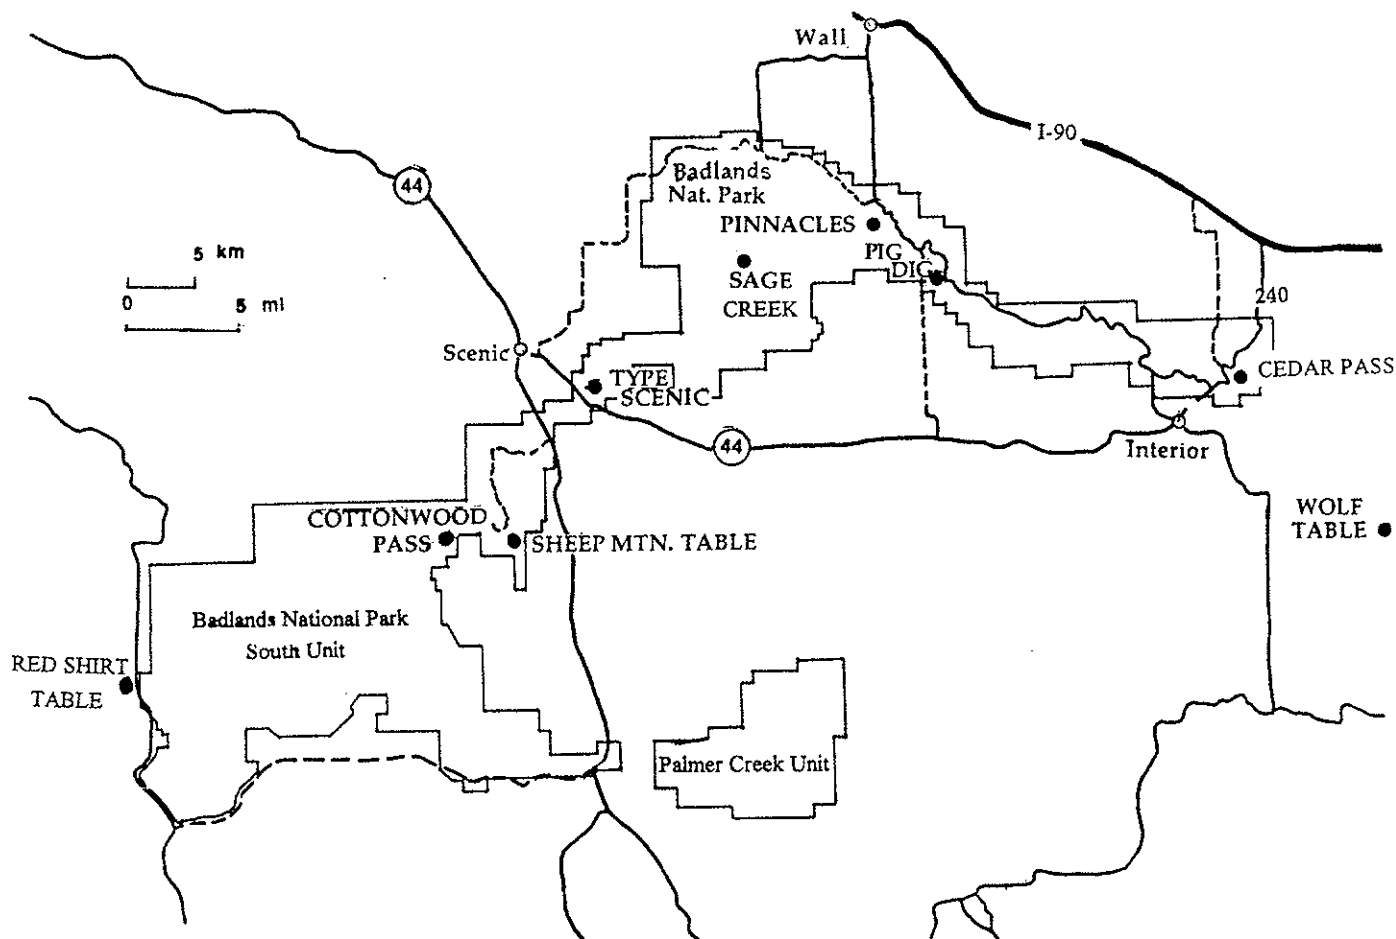 Wall
I-90
44
Badlands
Nat. Park
PINNACLES
5 km
0 5 mi
PIG
DIG
SAGE
CREEK
240
Scenic
TYPE
SCENIC
CEDAR PASS
44
Interior
COTTONWOOD
PASS
SHEEP MTN. TABLE
WOLF
TABLE
Badlands National Park
South Unit
RED SHIRT
TABLE
Palmer Creek Unit